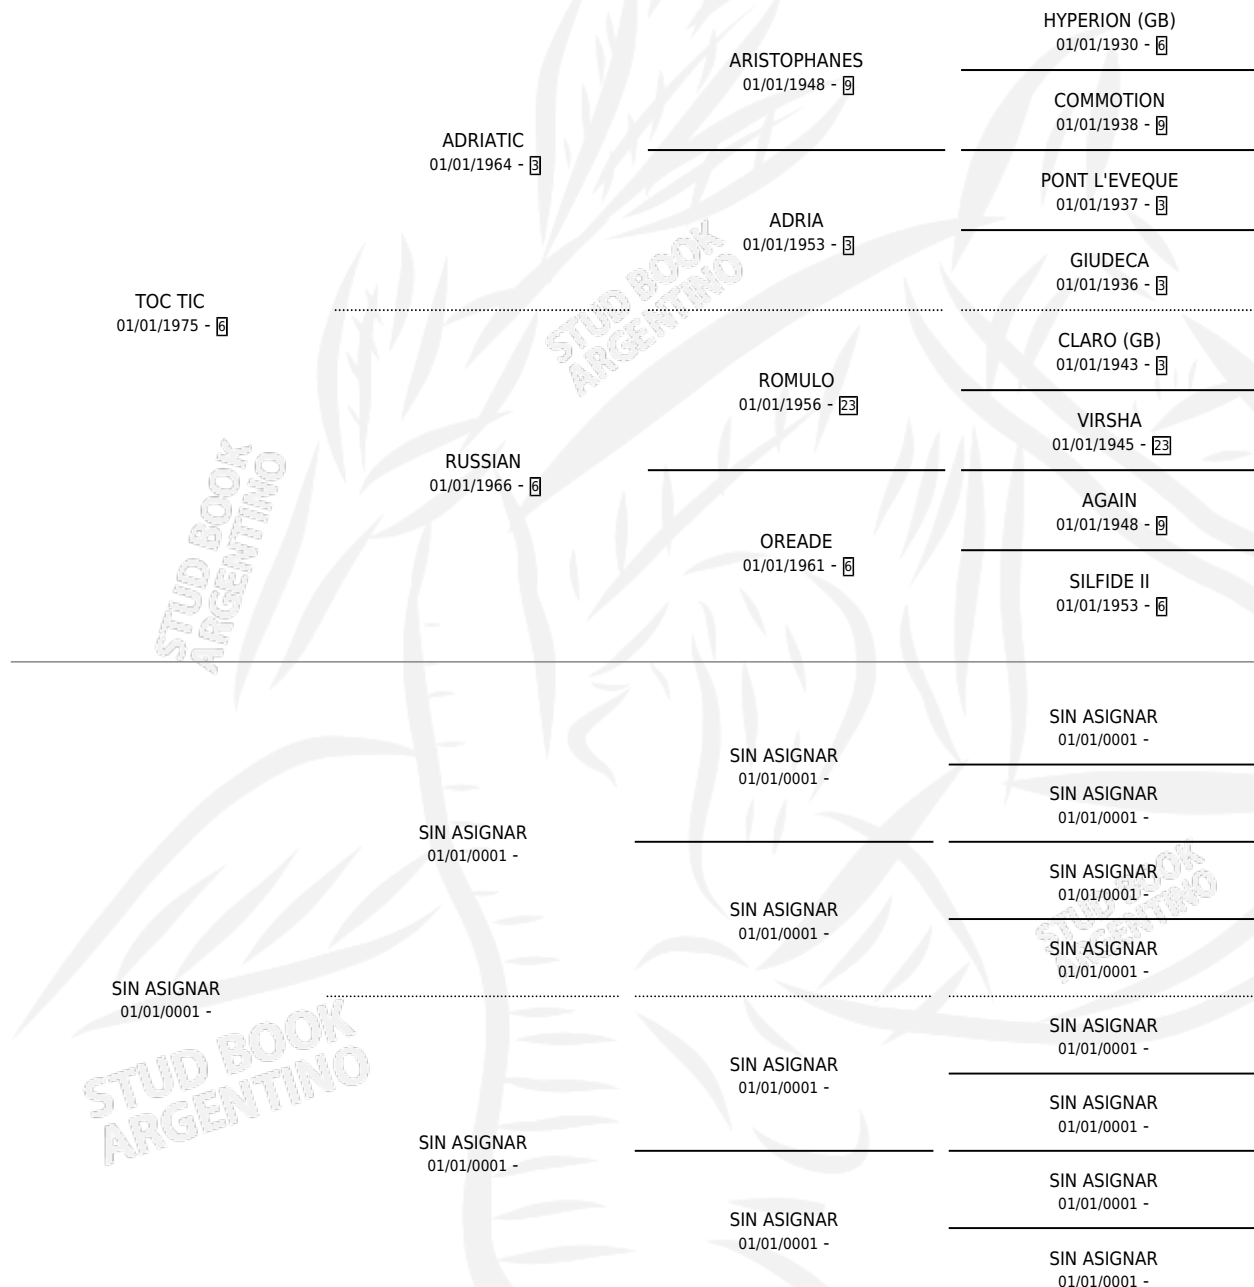 HYPERION (GB)
01/01/1930 - 6
ARISTOPHANES
01/01/1948 - 9
COMMOTION
01/01/1938 - 9
ADRIATIC
01/01/1964 - 3
PONT L'EVEQUE
01/01/1937 - 3
ADRIA
01/01/1953 - 3
GIUDECA
01/01/1936 - 3
TOC TIC
01/01/1975 - 6
CLARO (GB)
01/01/1943 - 3
ROMULO
01/01/1956 - 23
VIRSHA
01/01/1945 - 23
RUSSIAN
01/01/1966 - 6
AGAIN
01/01/1948 - 9
OREADE
01/01/1961 - 6
SILFIDE II
01/01/1953 - 6
STUD BOOK
ARGENTINO
STUD BOOK
ARGENTINO
SIN ASIGNAR
01/01/0001 -
SIN ASIGNAR
01/01/0001 -
SIN ASIGNAR
01/01/0001 -
SIN ASIGNAR
01/01/0001 -
SIN ASIGNAR
01/01/0001 -
SIN ASIGNAR
01/01/0001 -
SIN ASIGNAR
01/01/0001 -
SIN ASIGNAR
01/01/0001 -
SIN ASIGNAR
01/01/0001 -
SIN ASIGNAR
01/01/0001 -
SIN ASIGNAR
01/01/0001 -
SIN ASIGNAR
01/01/0001 -
SIN ASIGNAR
01/01/0001 -
SIN ASIGNAR
01/01/0001 -
SIN ASIGNAR
01/01/0001 -
STUD BOOK
ARGENTINO
STUD BOOK
ARGENTINO